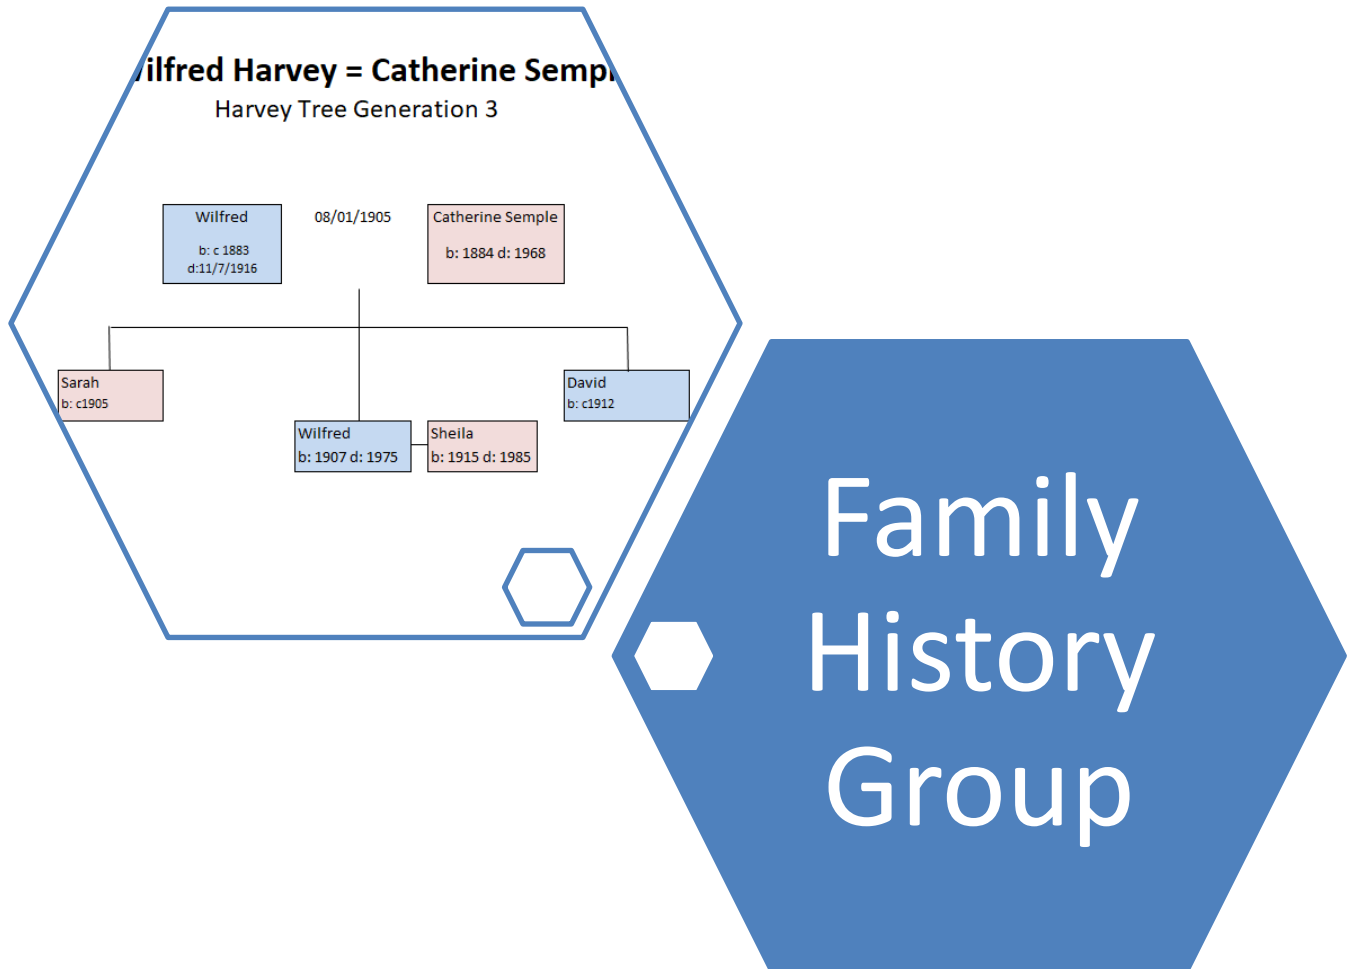 ilfred Harvey = Catherine Semp
Harvey Tree Generation 3
Wilfred
b: c 1883
d:11/7/1916
08/01/1905
Catherine Semple
b: 1884 d: 1968
Sarah
b: c1905
David
b: c1912
Wilfred
b: 1907 d: 1975
Sheila
b: 1915 d: 1985
Family
History
Group